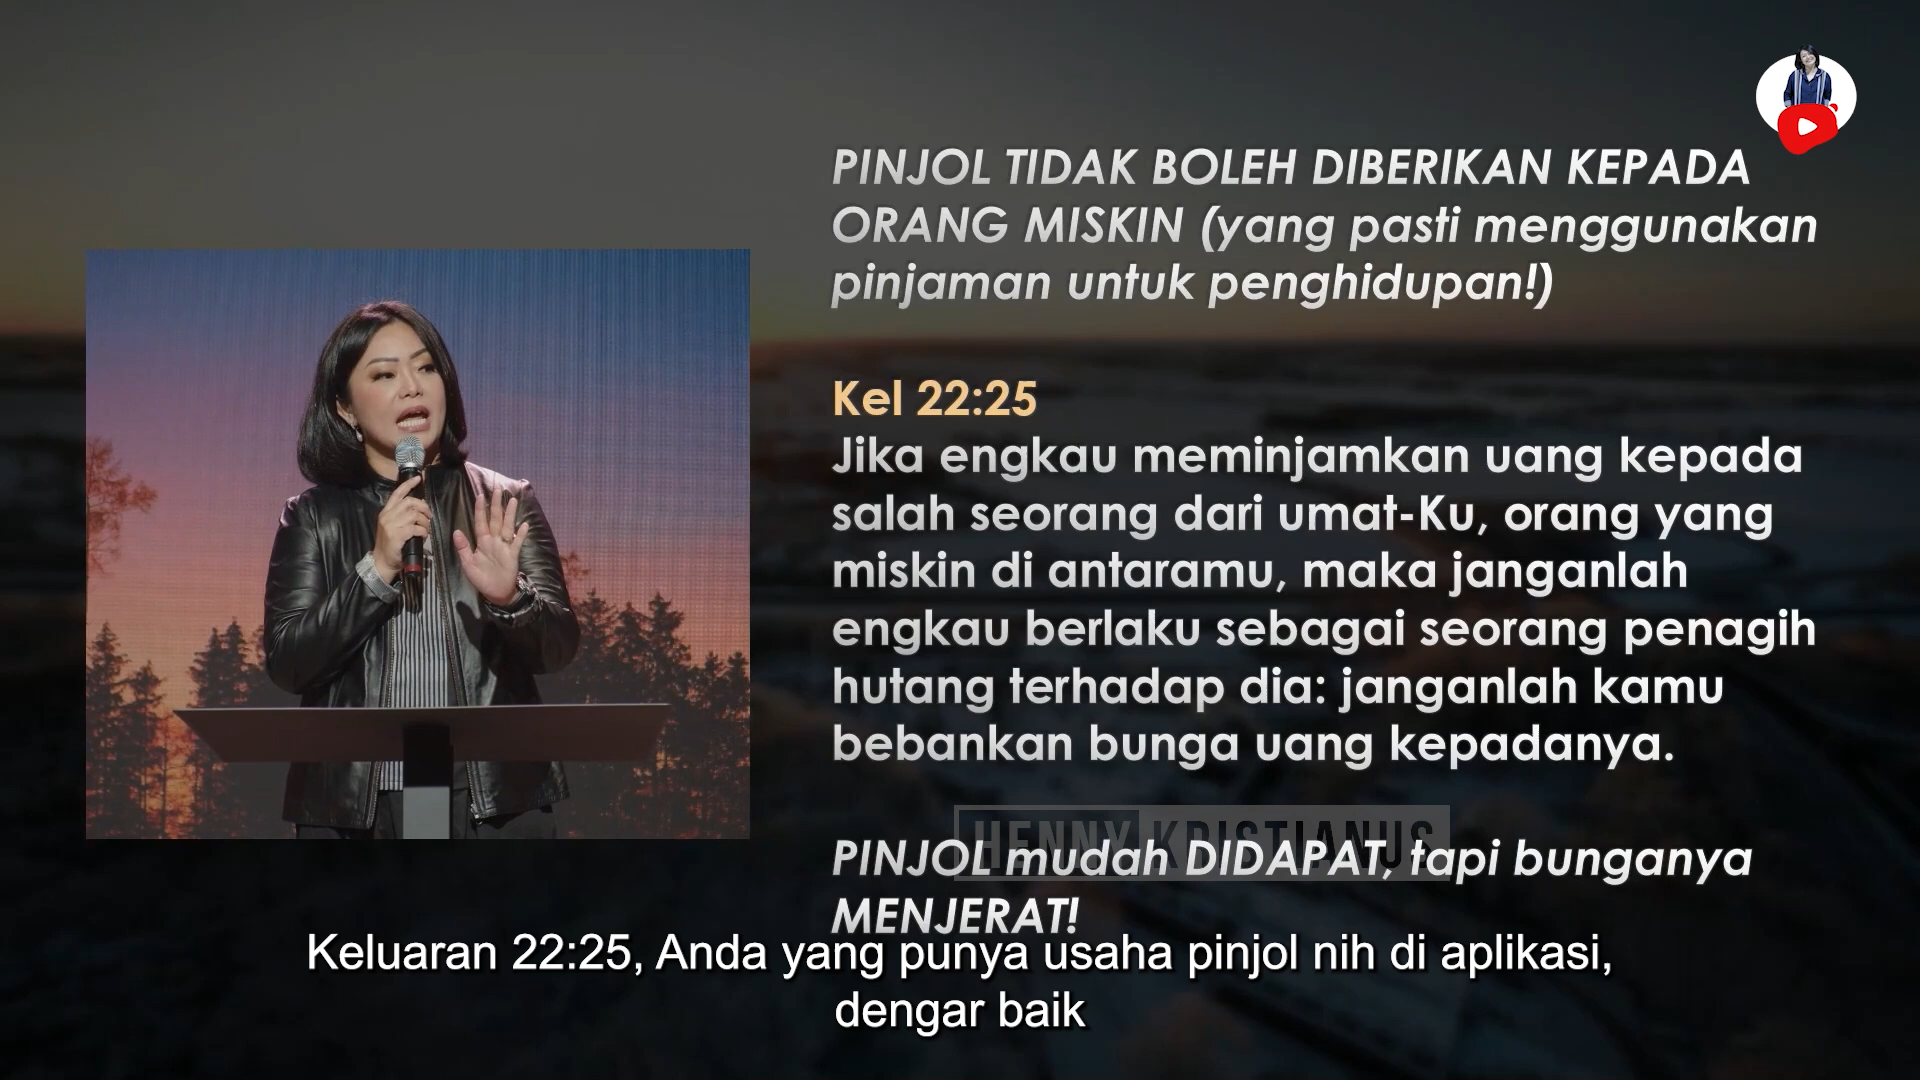 PINJOL TIDAK BOLEH DIBERIKAN KEPADA
ORANG MISKIN (yang pasti menggunakan
pinjaman untuk penghidupan!)
Kel 22:25
Jika engkau meminjamkan uang kepada
salah seorang dari umat-Ku, orang yang
miskin di antaramu, maka janganlah
engkau berlaku sebagai seorang penagih
hutang terhadap dia: janganlah kamu
bebankan bunga uang kepadanya.
HENNY KRISTIANUS
PINJOL mudah DIDAPAT, tapi bunganya
MENJERAT!
Keluaran 22:25, Anda yang punya usaha pinjol nih di aplikasi,
dengar baik